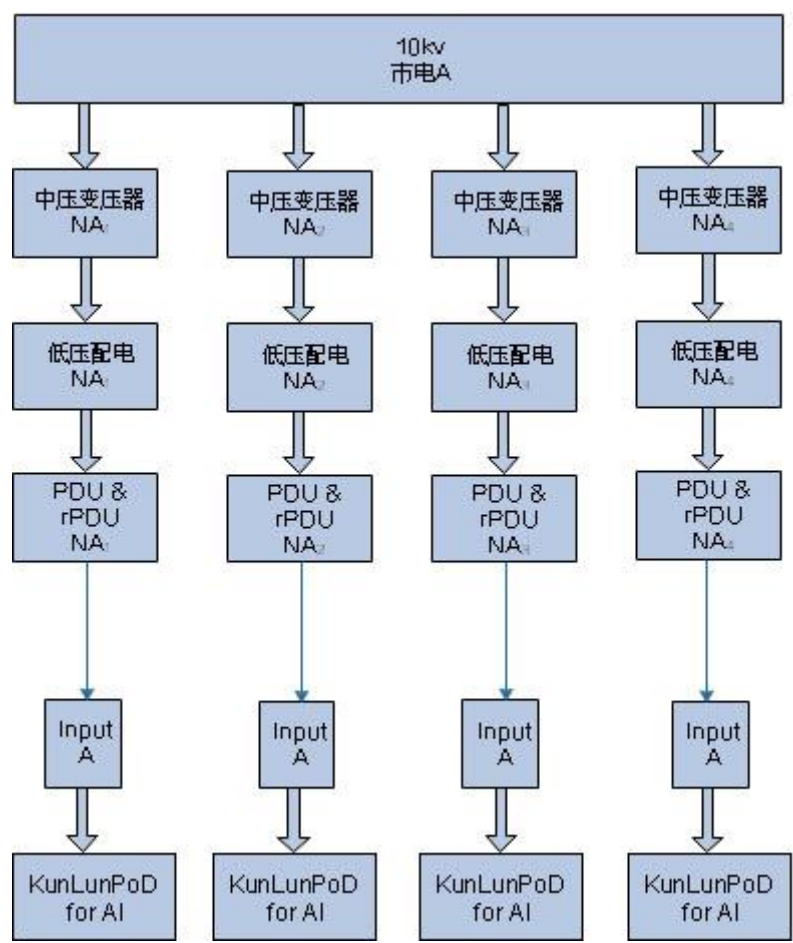 10kv
市电A
中压变压器
NA₁
中压变压器
NA₂
中压变压器
NA₃
中压变压器
NA₄
低压配电
NA₁
低压配电
NA₂
低压配电
NA₃
低压配电
NA₄
PDU &
rPDU
NA₁
PDU &
rPDU
NA₂
PDU &
rPDU
NA₃
PDU &
rPDU
NA₄
Input
A
Input
A
Input
A
Input
A
KunLunPoD
for AI
KunLunPoD
for AI
KunLunPoD
for AI
KunLunPoD
for AI